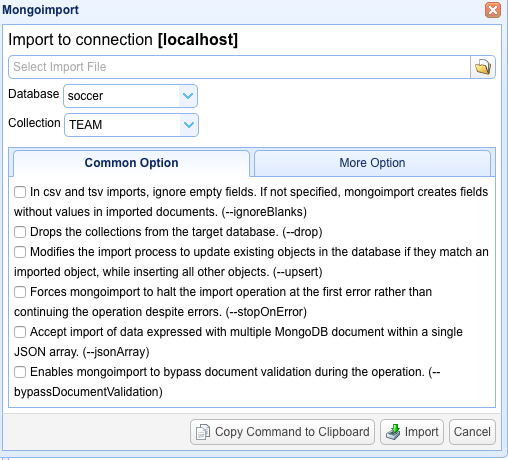 Mongoimport
Import to connection [localhost]
Select Import File
Database soccer
Collection TEAM
Common Option More Option
In csv and tsv imports, ignore empty fields. If not specified, mongoimport creates fields
without values in imported documents. (--ignoreBlanks)
Drops the collections from the target database. (--drop)
Modifies the import process to update existing objects in the database if they match an
imported object, while inserting all other objects. (--upsert)
Forces mongoimport to halt the import operation at the first error rather than
continuing the operation despite errors. (--stopOnError)
Accept import of data expressed with multiple MongoDB document within a single
JSON array. (--jsonArray)
Enables mongoimport to bypass document validation during the operation. (--
bypassDocumentValidation)
Copy Command to Clipboard Import Cancel